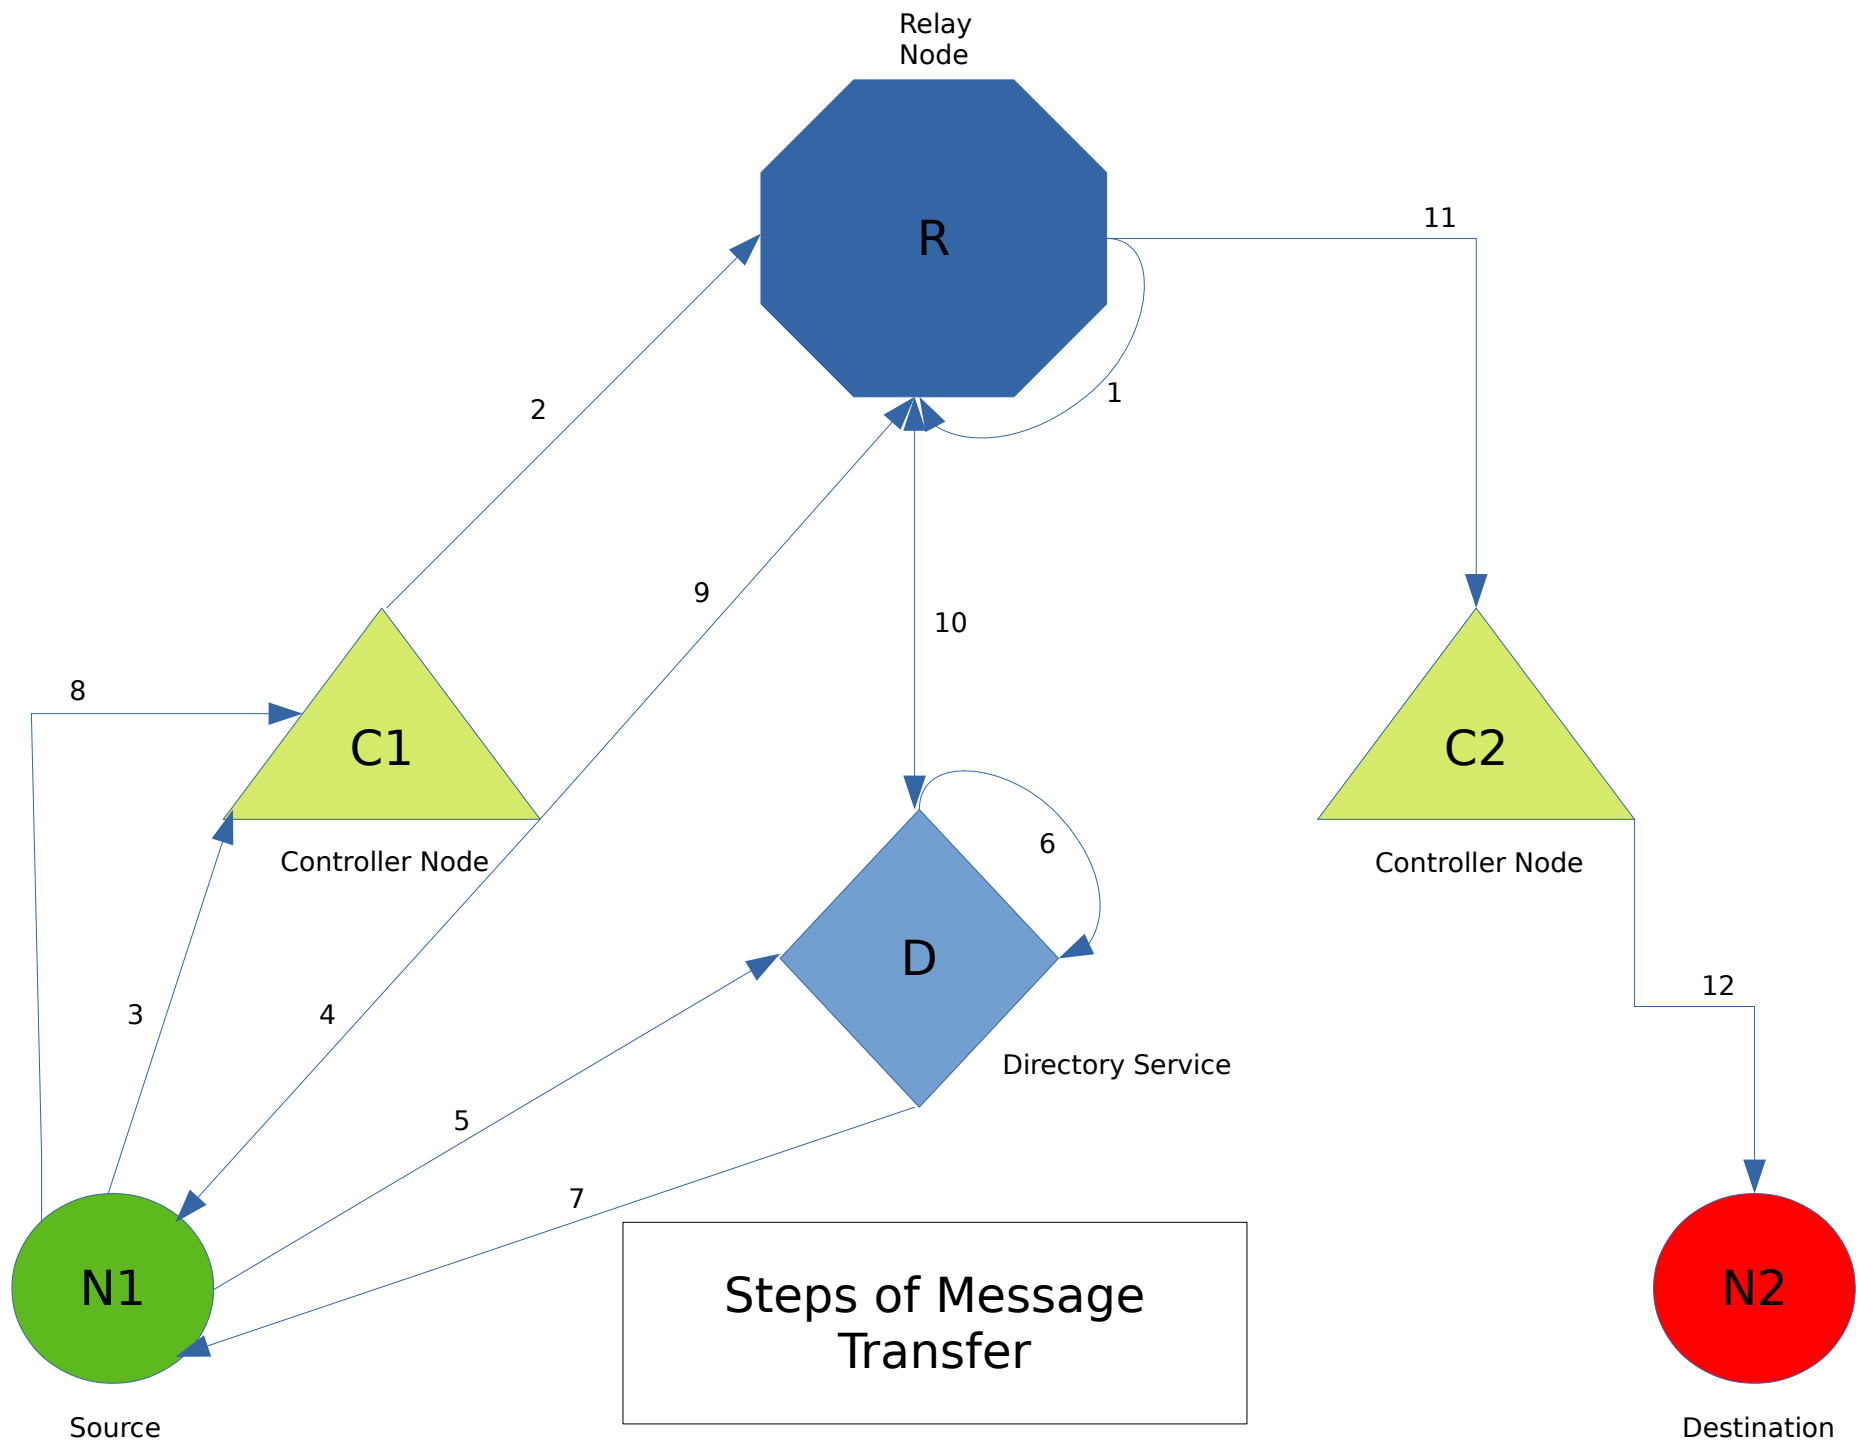 Relay
Node
R
11
1
2
9
10
8
C1
C2
6
Controller Node
Controller Node
D
12
3
4
Directory Service
5
7
N1
Steps of Message
Transfer
N2
Source
Destination